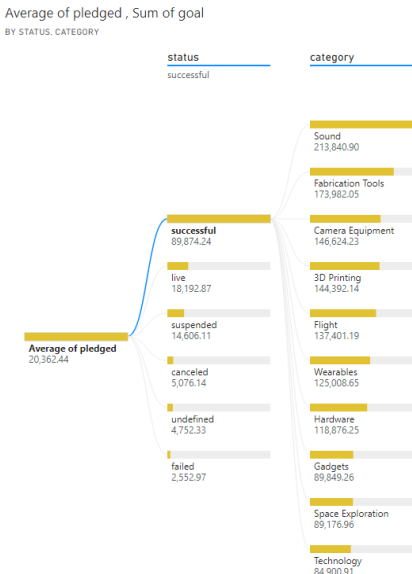 Average of pledged , Sum of goal
BY STATUS, CATEGORY
status
successful
category
Average of pledged
20,362.44
successful
89,874.24
live
18,192.87
suspended
14,606.11
canceled
5,076.14
undefined
4,752.33
failed
2,552.97
Sound
213,840.90
Fabrication Tools
173,982.05
Camera Equipment
146,624.23
3D Printing
144,392.14
Flight
137,401.19
Wearables
125,008.65
Hardware
118,876.25
Gadgets
89,849.26
Space Exploration
89,176.96
Technology
84,900.91